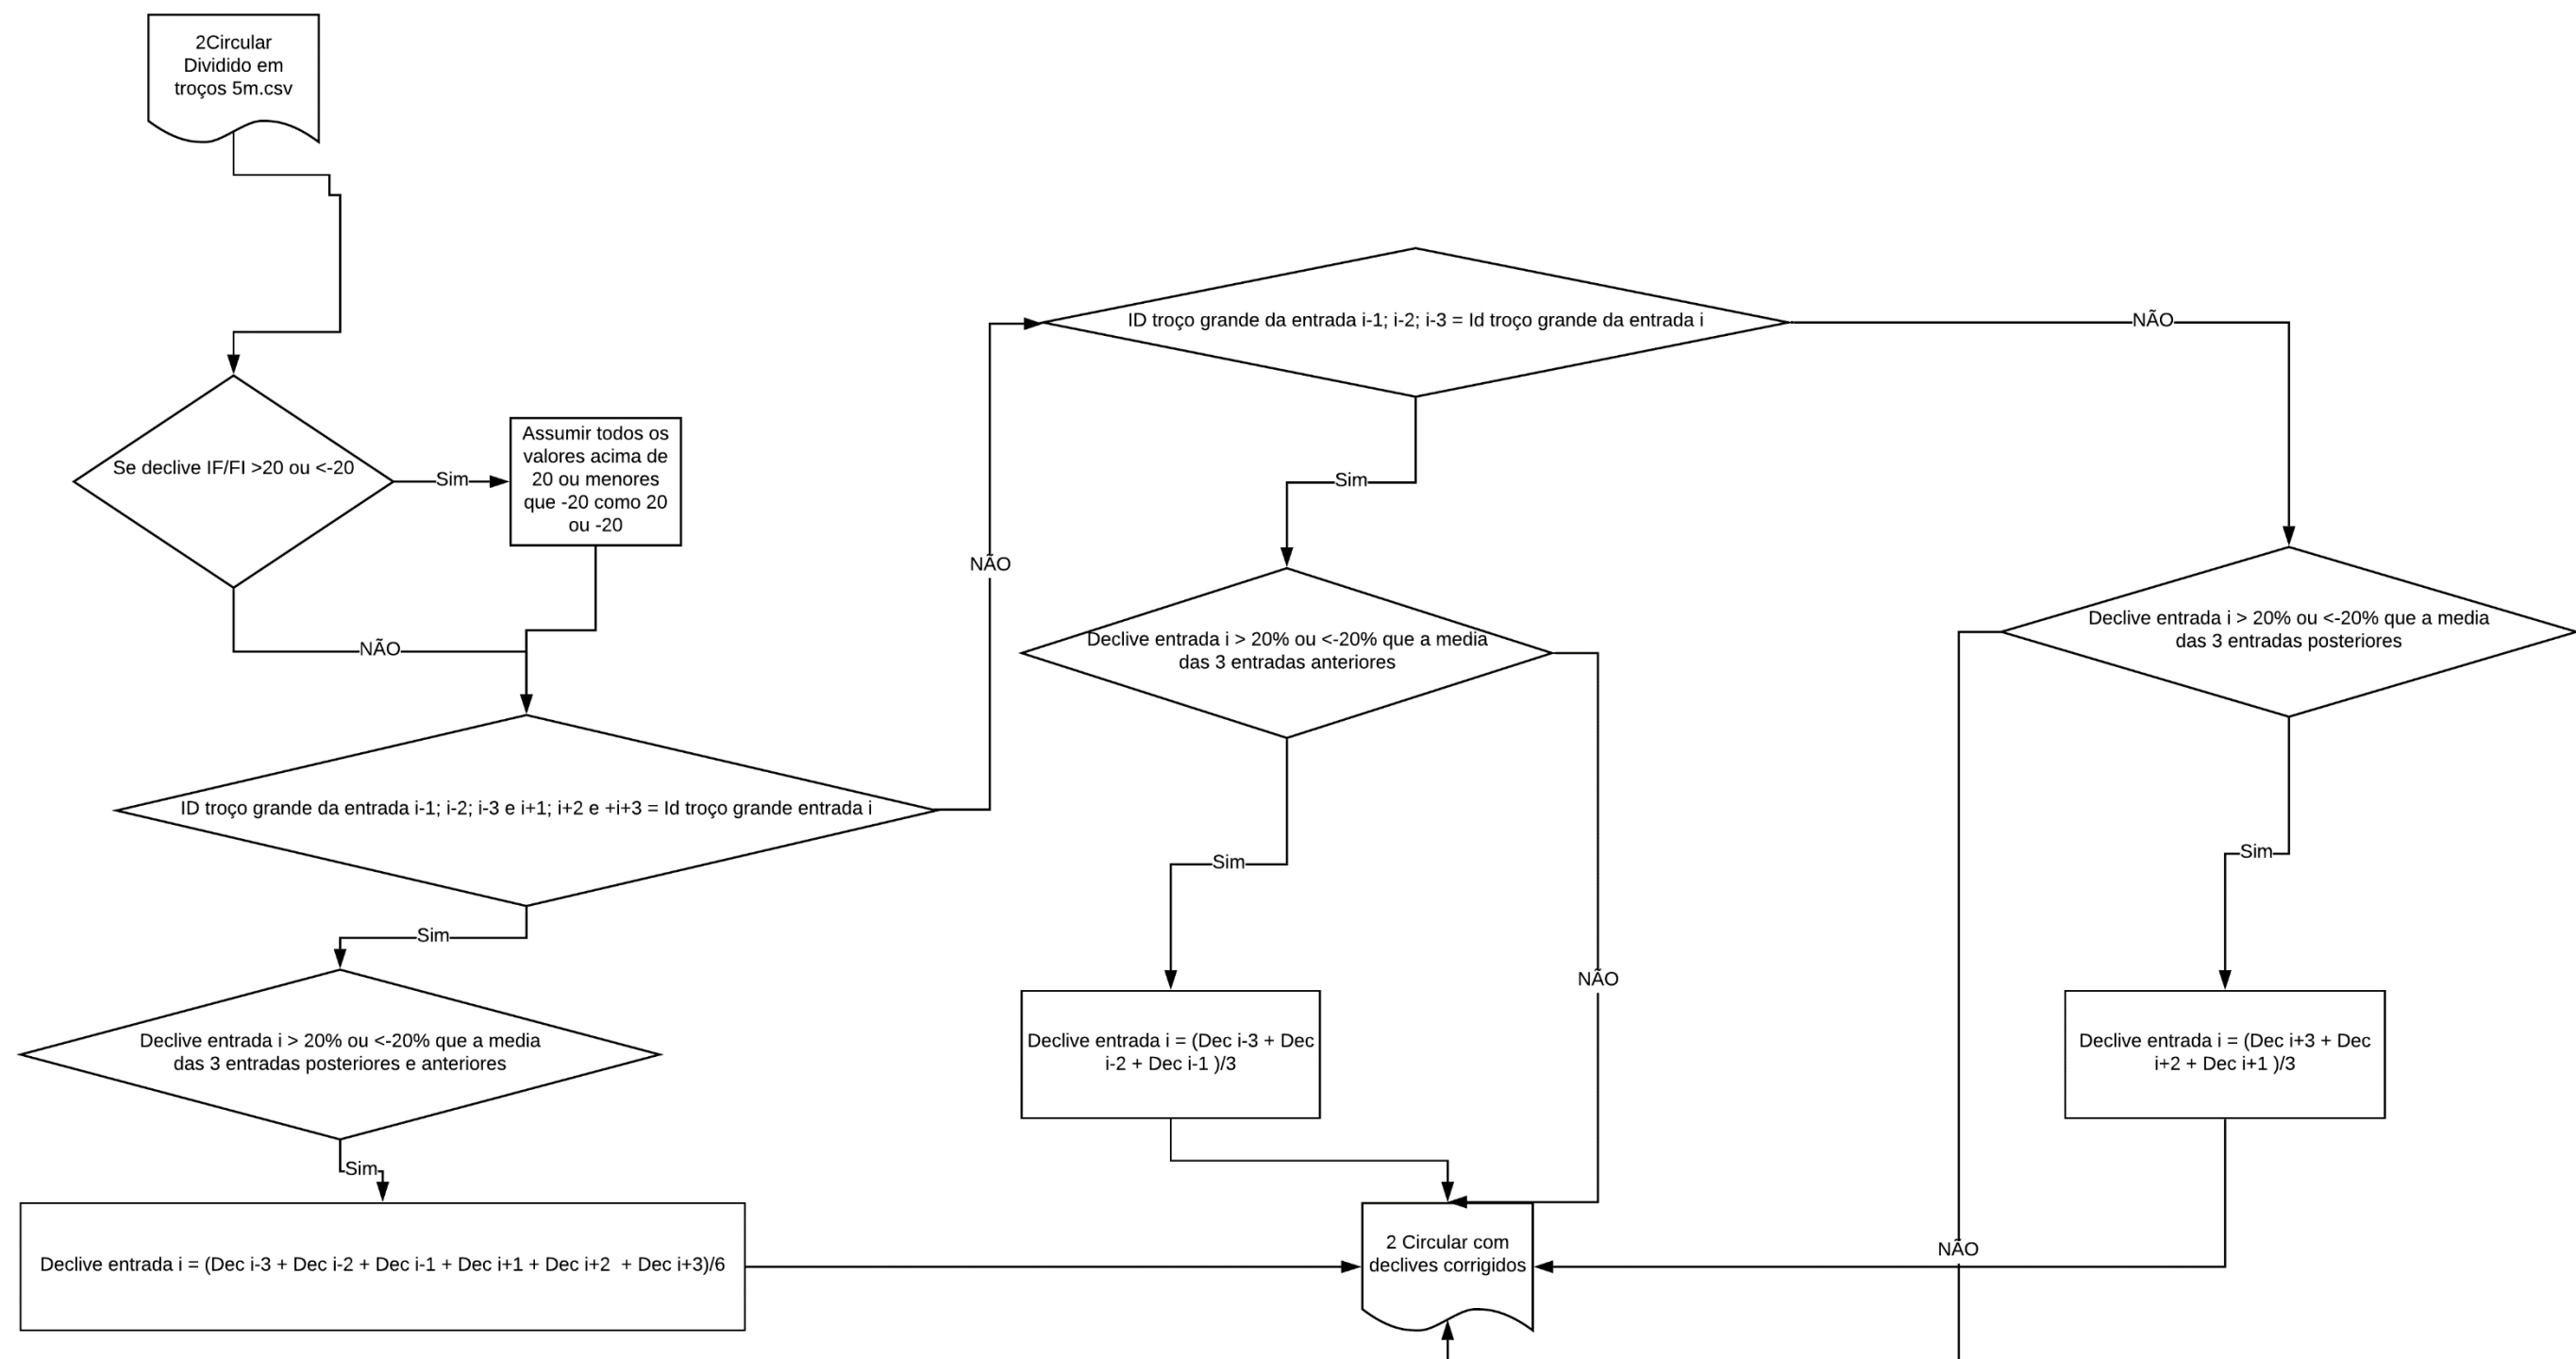 2Circular
Dividido em
troços 5m.csv
Se declive IF/FI >20 ou <-20
Sim
Assumir todos os
valores acima de
20 ou menores
que -20 como 20
ou -20
NÃO
ID troço grande da entrada i-1; i-2; i-3 e i+1; i+2 e +i+3 = Id troço grande entrada i
NÃO
Sim
Declive entrada i > 20% ou <-20% que a media
das 3 entradas posteriores e anteriores
Sim
Declive entrada i = (Dec i-3 + Dec i-2 + Dec i-1 + Dec i+1 + Dec i+2  + Dec i+3)/6
ID troço grande da entrada i-1; i-2; i-3 = Id troço grande da entrada i
NÃO
Sim
Declive entrada i > 20% ou <-20% que a media
das 3 entradas anteriores
Sim
NÃO
Declive entrada i = (Dec i-3 + Dec
i-2 + Dec i-1 )/3
Declive entrada i > 20% ou <-20% que a media
das 3 entradas posteriores
Sim
NÃO
Declive entrada i = (Dec i+3 + Dec
i+2 + Dec i+1 )/3
2 Circular com
declives corrigidos